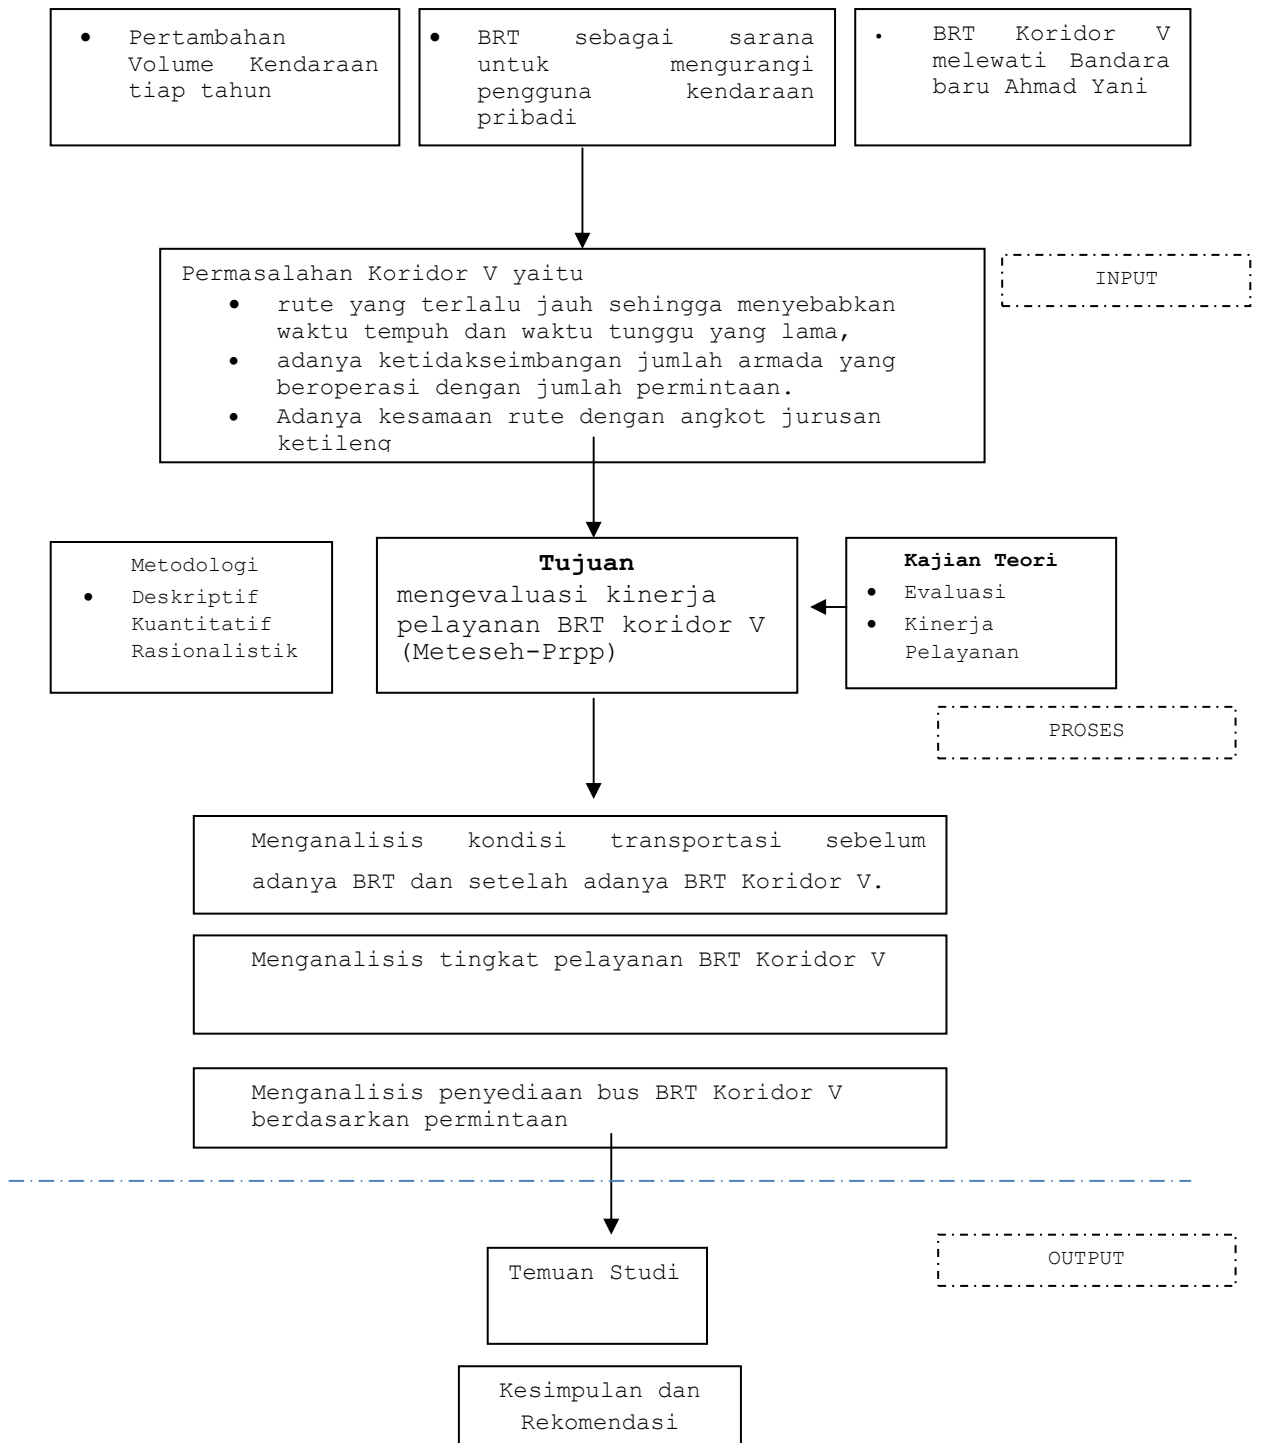 • Pertambahan
Volume Kendaraan
tiap tahun
• BRT sebagai sarana
untuk mengurangi
pengguna kendaraan
pribadi
• BRT Koridor V
melewati Bandara
baru Ahmad Yani
Permasalahan Koridor V yaitu
• rute yang terlalu jauh sehingga menyebabkan
waktu tempuh dan waktu tunggu yang lama,
• adanya ketidakseimbangan jumlah armada yang
beroperasi dengan jumlah permintaan.
• Adanya kesamaan rute dengan angkot jurusan
ketileng
INPUT
Metodologi
• Deskriptif
Kuantitatif
Rasionalistik
Tujuan
mengevaluasi kinerja
pelayanan BRT koridor V
(Meteseh-Prpp)
Kajian Teori
• Evaluasi
• Kinerja
Pelayanan
PROSES
Menganalisis kondisi transportasi sebelum
adanya BRT dan setelah adanya BRT Koridor V.
Menganalisis tingkat pelayanan BRT Koridor V
Menganalisis penyediaan bus BRT Koridor V
berdasarkan permintaan
OUTPUT
Temuan Studi
Kesimpulan dan
Rekomendasi